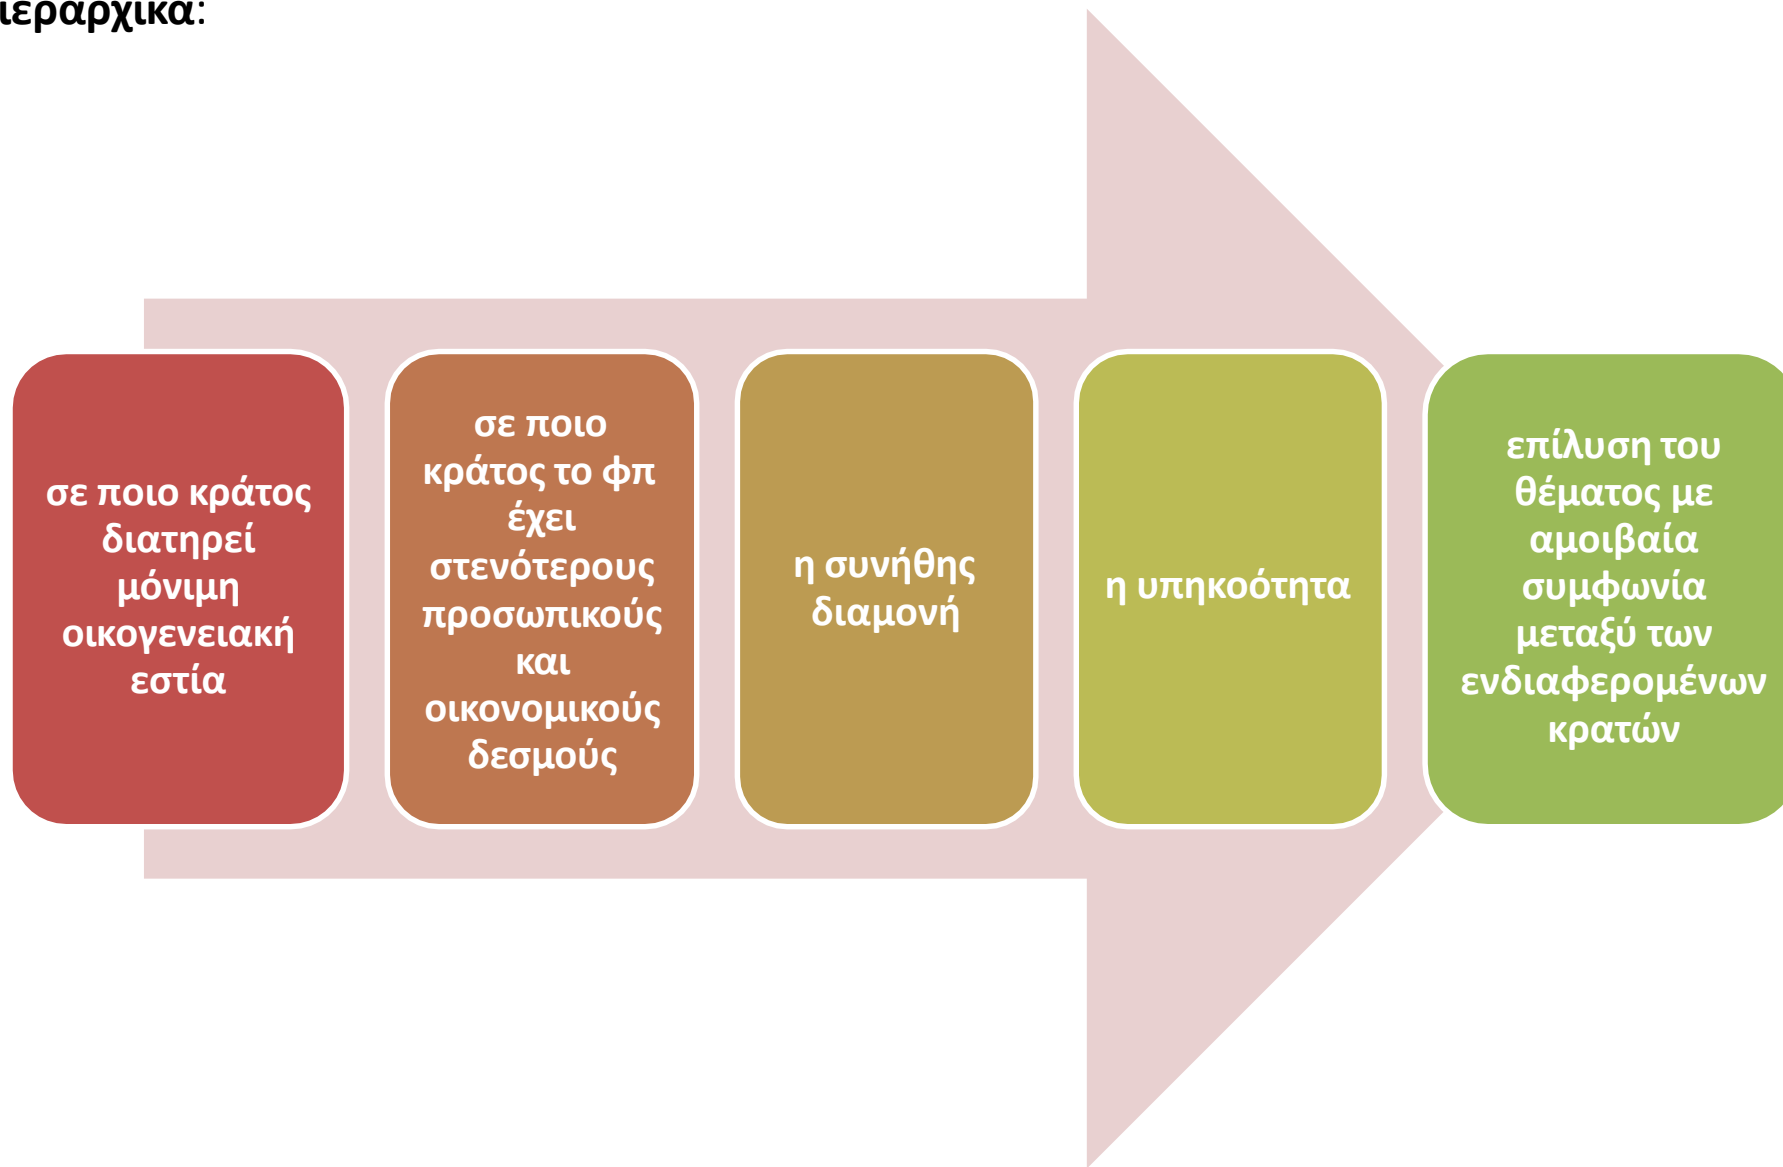 ιεραρχικά:
σε ποιο κράτος
διατηρεί
μόνιμη
οικογενειακή
εστία
σε ποιο
κράτος το φπ
έχει
στενότερους
προσωπικούς
και
οικονομικούς
δεσμούς
η συνήθης
διαμονή
η υπηκοότητα
επίλυση του
θέματος με
αμοιβαία
συμφωνία
μεταξύ των
ενδιαφερομένων
κρατών